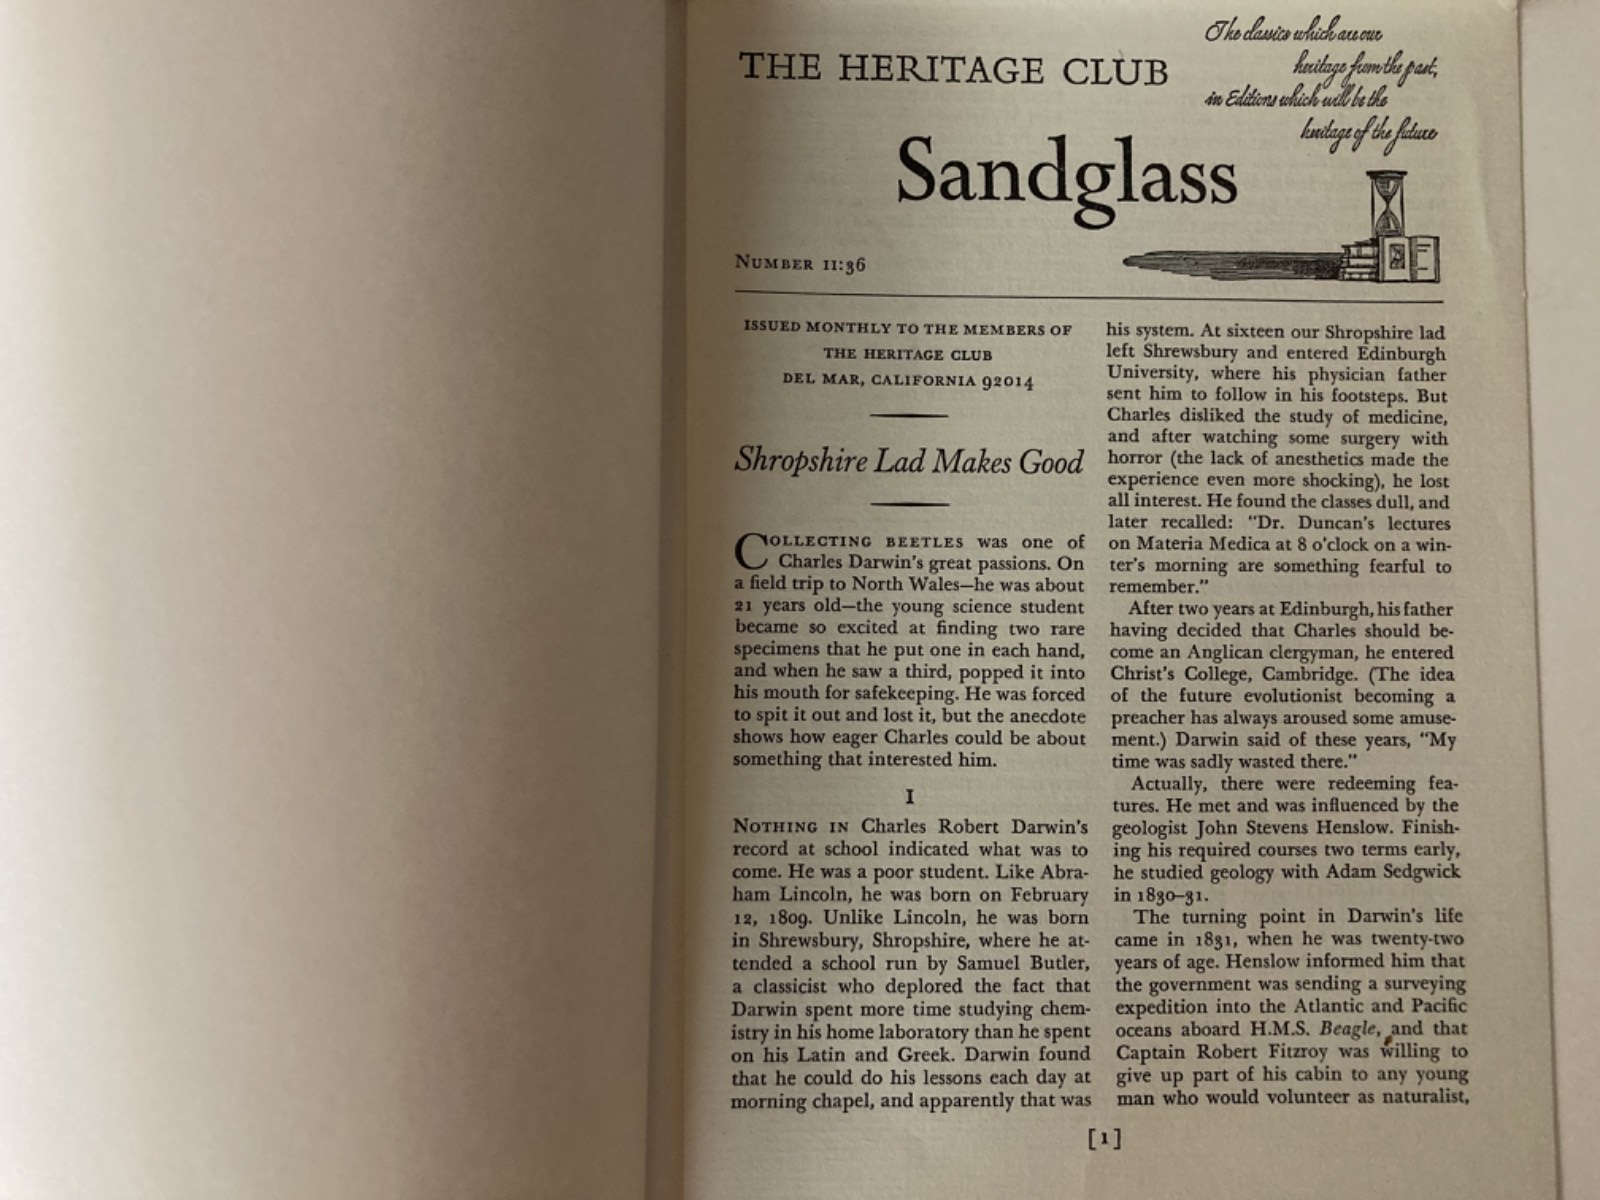 The classics which are our
heritage from the past,
in Editions which will be the
heritage of the future
THE HERITAGE CLUB
Sandglass
NUMBER 11:36
ISSUED MONTHLY TO THE MEMBERS OF
THE HERITAGE CLUB
DEL MAR, CALIFORNIA 92014
Shropshire Lad Makes Good
COLLECTING BEETLES was one of
Charles Darwin's great passions. On
a field trip to North Wales—he was about
21 years old—the young science student
became so excited at finding two rare
specimens that he put one in each hand,
and when he saw a third, popped it into
his mouth for safekeeping. He was forced
to spit it out and lost it, but the anecdote
shows how eager Charles could be about
something that interested him.
I
NOTHING IN Charles Robert Darwin's
record at school indicated what was to
come. He was a poor student. Like Abra-
ham Lincoln, he was born on February
12, 1809. Unlike Lincoln, he was born
in Shrewsbury, Shropshire, where he at-
tended a school run by Samuel Butler,
a classicist who deplored the fact that
Darwin spent more time studying chem-
istry in his home laboratory than he spent
on his Latin and Greek. Darwin found
that he could do his lessons each day at
morning chapel, and apparently that was
his system. At sixteen our Shropshire lad
left Shrewsbury and entered Edinburgh
University, where his physician father
sent him to follow in his footsteps. But
Charles disliked the study of medicine,
and after watching some surgery with
horror (the lack of anesthetics made the
experience even more shocking), he lost
all interest. He found the classes dull, and
later recalled: "Dr. Duncan's lectures
on Materia Medica at 8 o'clock on a win-
ter's morning are something fearful to
remember."
After two years at Edinburgh, his father
having decided that Charles should be-
come an Anglican clergyman, he entered
Christ's College, Cambridge. (The idea
of the future evolutionist becoming a
preacher has always aroused some amuse-
ment.) Darwin said of these years, "My
time was sadly wasted there."
Actually, there were redeeming fea-
tures. He met and was influenced by the
geologist John Stevens Henslow. Finish-
ing his required courses two terms early,
he studied geology with Adam Sedgwick
in 1830–31.
The turning point in Darwin's life
came in 1831, when he was twenty-two
years of age. Henslow informed him that
the government was sending a surveying
expedition into the Atlantic and Pacific
oceans aboard H.M.S. Beagle, and that
Captain Robert Fitzroy was willing to
give up part of his cabin to any young
man who would volunteer as naturalist,
[1]